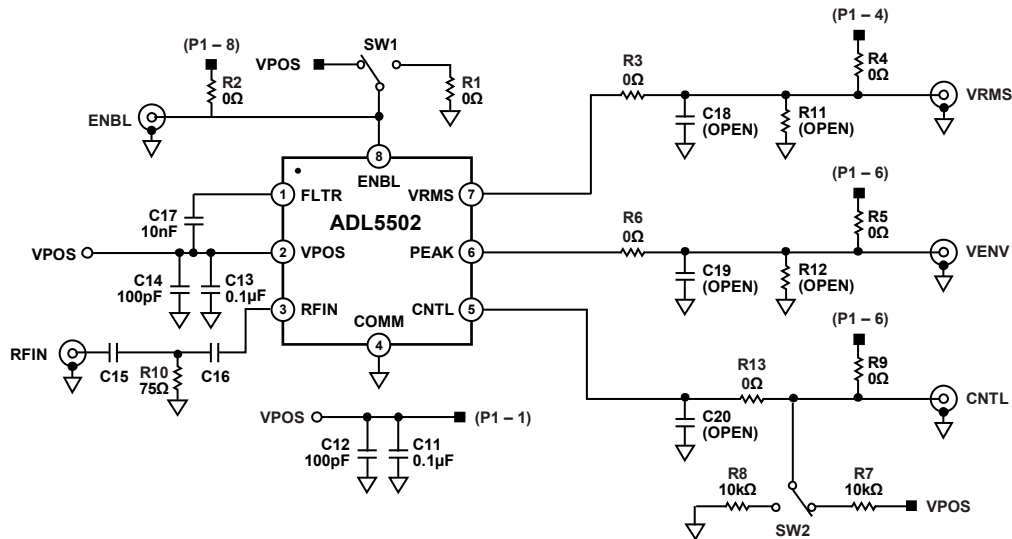 (P1 – 8)
R2
0Ω
ENBL
VPOS
SW1
R1
0Ω
8
ENBL
1
FLTR
C17
10nF
VPOS
2
VPOS
C14
100pF
C13
0.1µF
3
RFIN
RFIN
C15
R10
75Ω
C16
ADL5502
COMM
4
VRMS
7
PEAK
6
CNTL
5
VPOS
(P1 – 1)
C12
100pF
C11
0.1µF
R3
0Ω
(P1 – 4)
R4
0Ω
VRMS
C18
(OPEN)
R11
(OPEN)
R6
0Ω
(P1 – 6)
R5
0Ω
VENV
C19
(OPEN)
R12
(OPEN)
(P1 – 6)
R9
0Ω
R13
0Ω
CNTL
C20
(OPEN)
R8
10kΩ
SW2
R7
10kΩ
VPOS